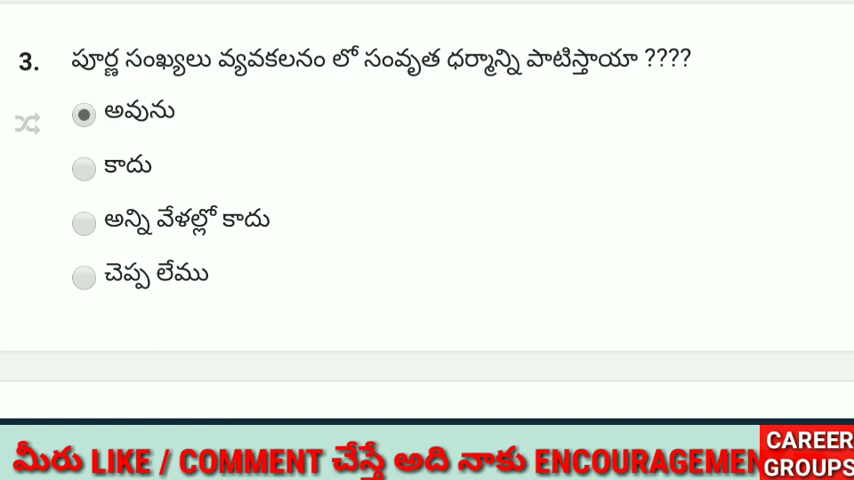 3. పూర్ణ సంఖ్యలు వ్యవకలనం లో సంవృత ధర్మాన్ని పాటిస్తాయా ????
అవును
కాదు
అన్ని వేళల్లో కాదు
చెప్ప లేము
మీరు LIKE / COMMENT చేస్తే అది నాకు ENCOURAGEMEN
CAREER
GROUPS